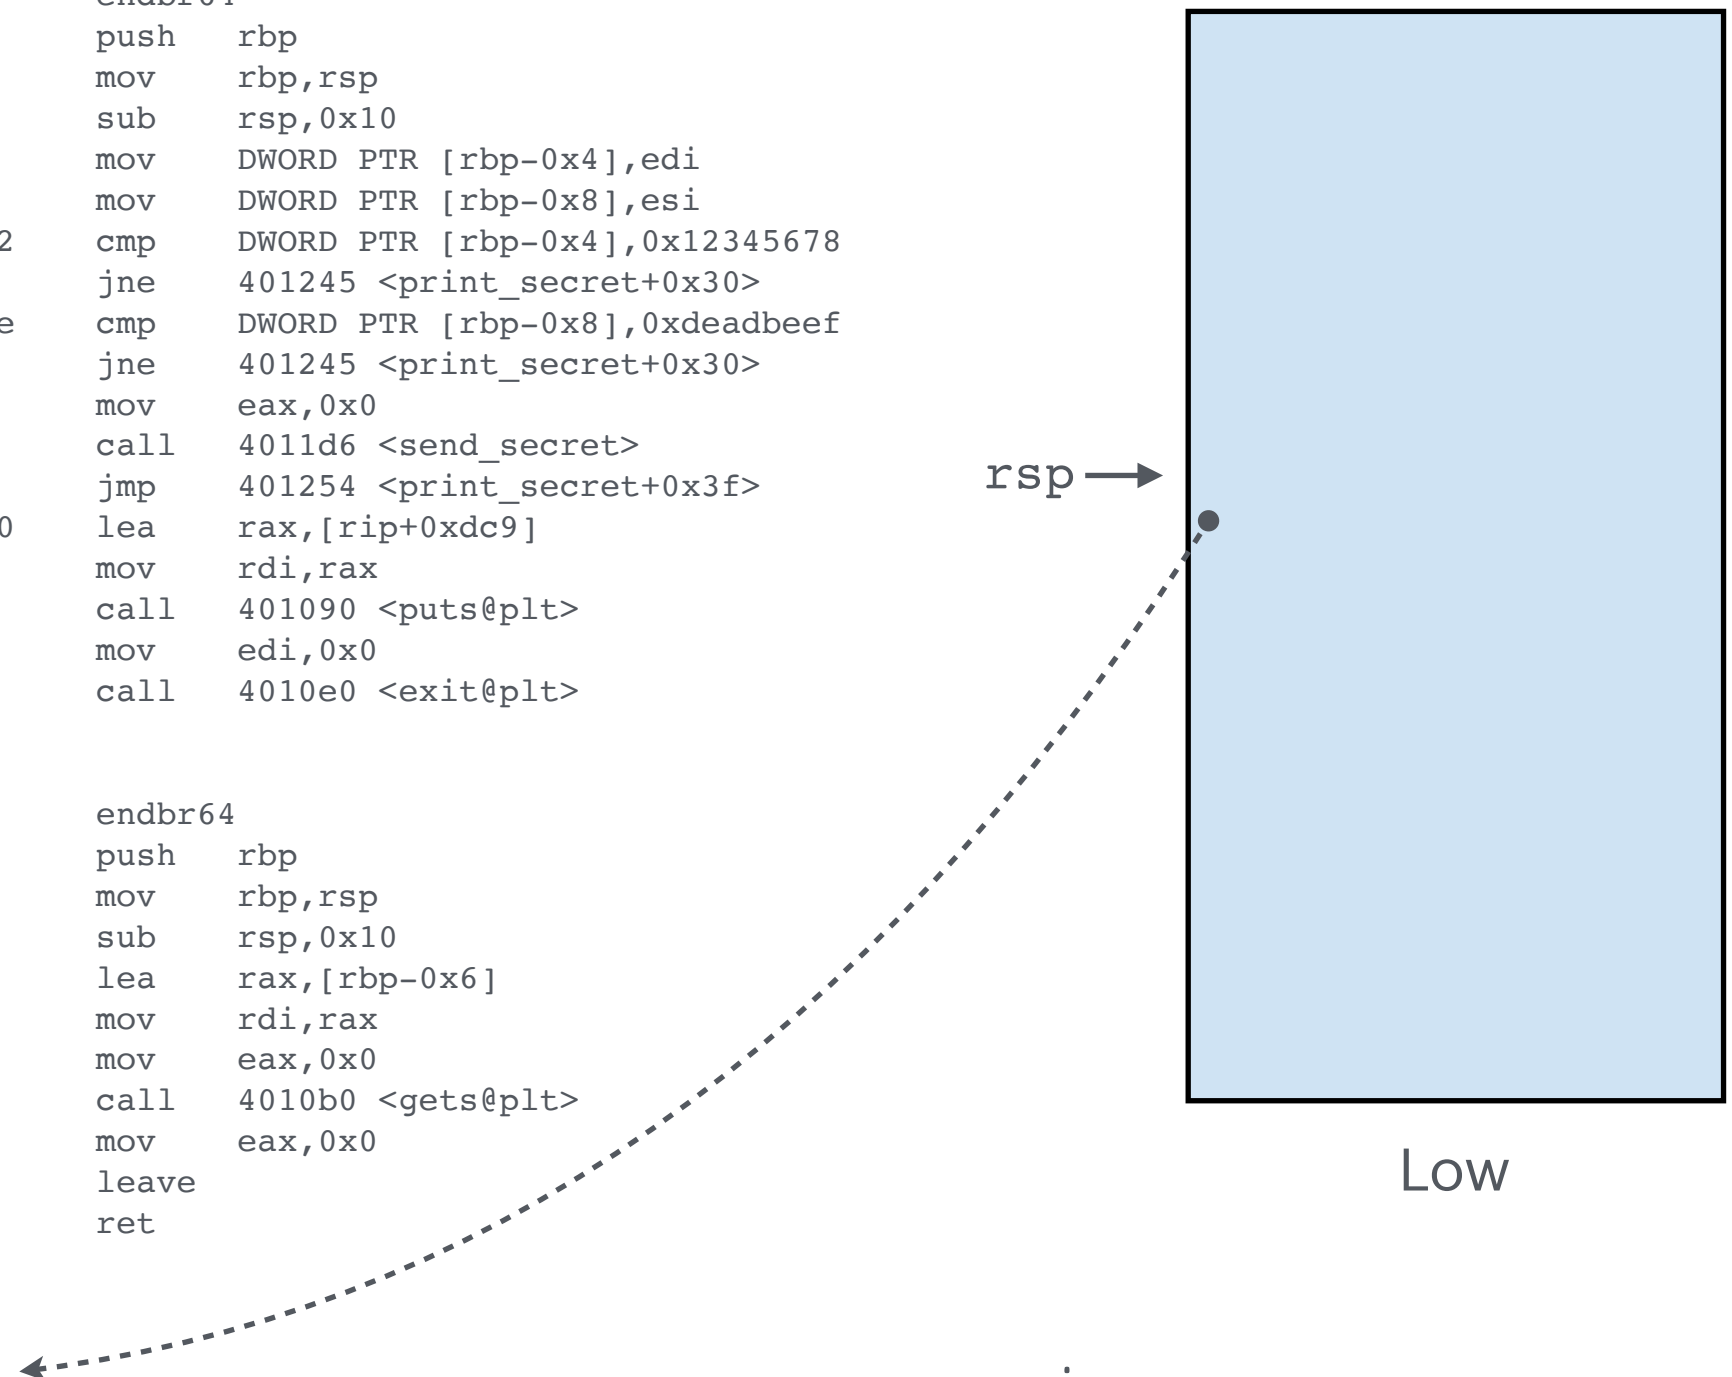 endbr64
push rbp
mov rbp,rsp
sub rsp,0x10
mov DWORD PTR [rbp-0x4],edi
mov DWORD PTR [rbp-0x8],esi
2 cmp DWORD PTR [rbp-0x4],0x12345678
jne 401245 <print_secret+0x30>
e cmp DWORD PTR [rbp-0x8],0xdeadbeef
jne 401245 <print_secret+0x30>
mov eax,0x0
call 4011d6 <send_secret>
rsp
jmp 401254 <print_secret+0x3f>
0 lea rax,[rip+0xdc9]
mov rdi,rax
call 401090 <puts@plt>
mov edi,0x0
call 4010e0 <exit@plt>
endbr64
push rbp
mov rbp,rsp
sub rsp,0x10
lea rax,[rbp-0x6]
mov rdi,rax
mov eax,0x0
call 4010b0 <gets@plt>
mov eax,0x0
leave
ret
Low